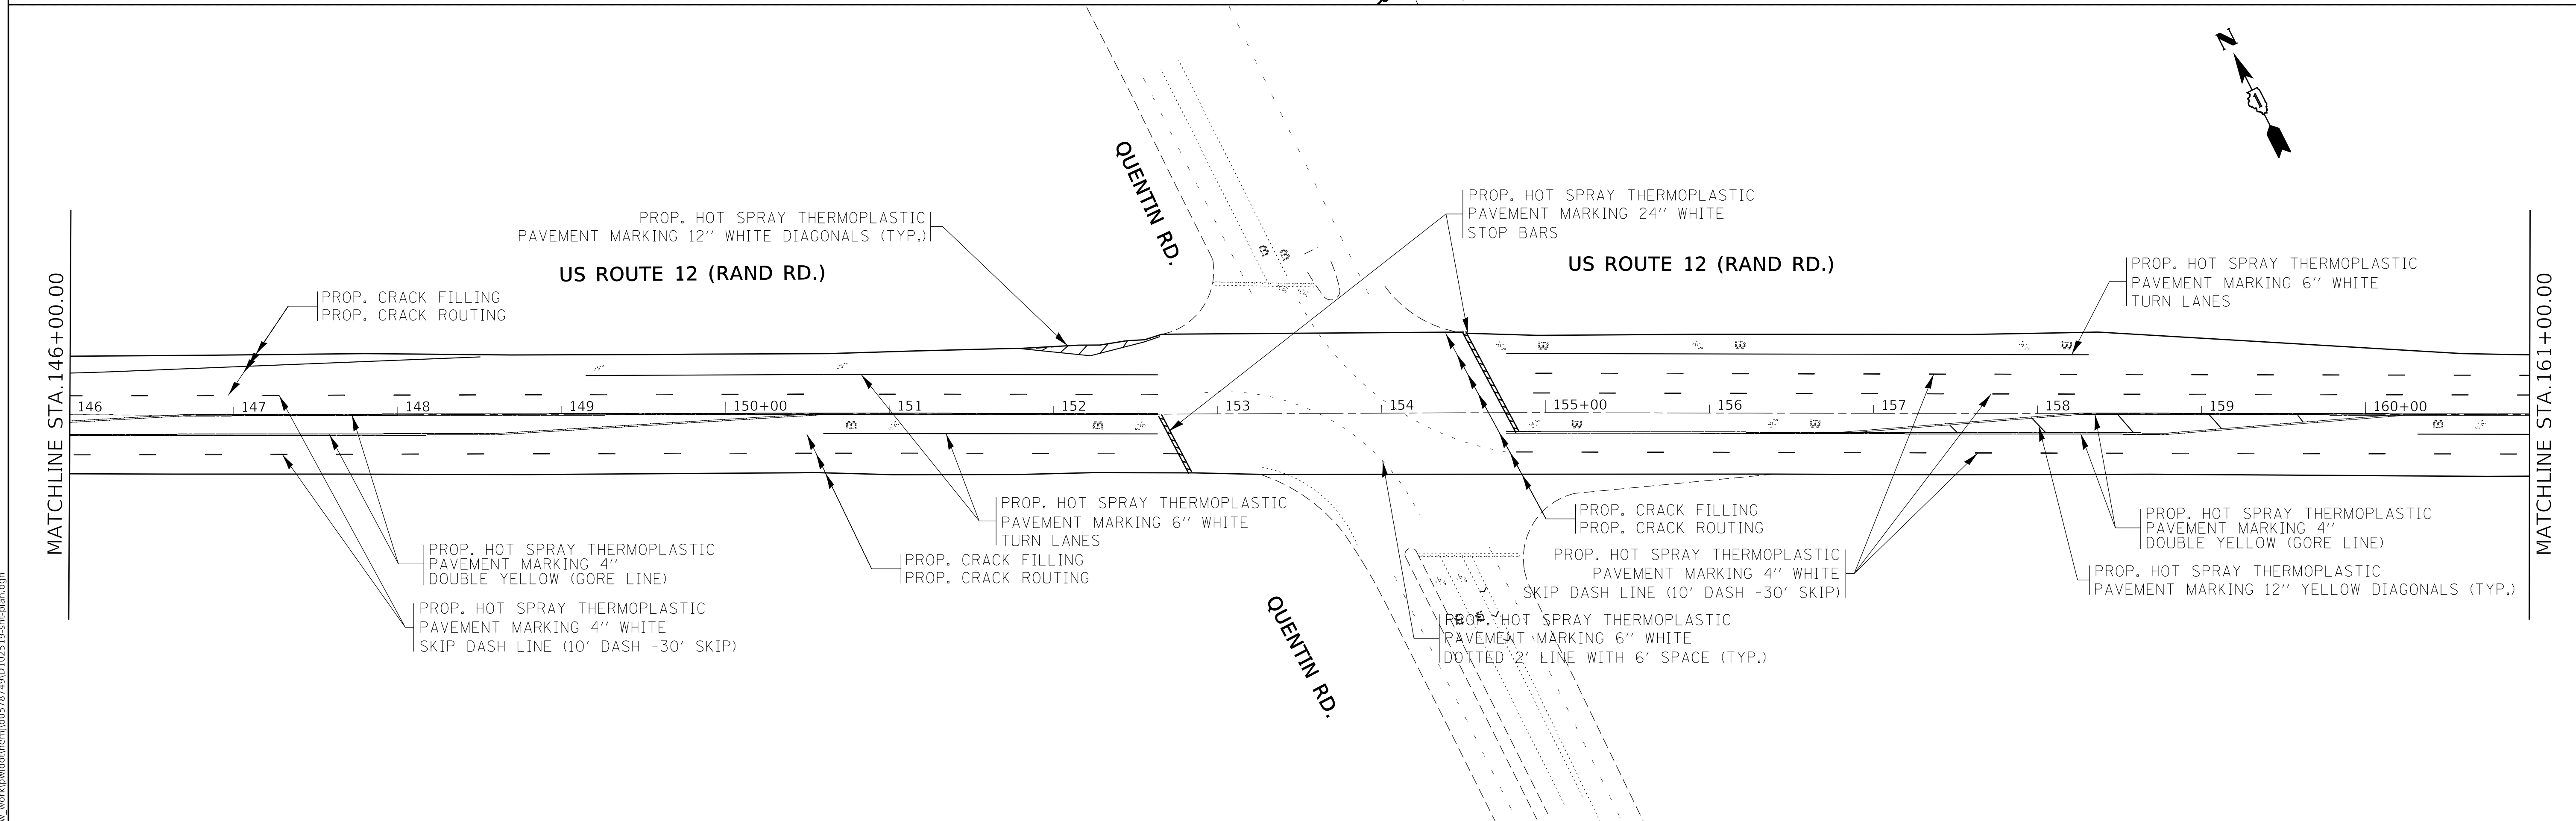 N
QUENTIN RD.
PROP. HOT SPRAY THERMOPLASTIC
PAVEMENT MARKING 12" WHITE DIAGONALS (TYP.)
PROP. HOT SPRAY THERMOPLASTIC
PAVEMENT MARKING 24" WHITE
STOP BARS
US ROUTE 12 (RAND RD.)
US ROUTE 12 (RAND RD.)
PROP. HOT SPRAY THERMOPLASTIC
PAVEMENT MARKING 6" WHITE
TURN LANES
PROP. CRACK FILLING
PROP. CRACK ROUTING
MATCHLINE STA.146+00.00
MATCHLINE STA.161+00.00
146
147
148
149
150+00
151
152
153
154
155+00
156
157
158
159
160+00
PROP. HOT SPRAY THERMOPLASTIC
PAVEMENT MARKING 6" WHITE
TURN LANES
PROP. CRACK FILLING
PROP. CRACK ROUTING
PROP. HOT SPRAY THERMOPLASTIC
PAVEMENT MARKING 4"
DOUBLE YELLOW (GORE LINE)
PROP. HOT SPRAY THERMOPLASTIC
PAVEMENT MARKING 4" WHITE
SKIP DASH LINE (10' DASH -30' SKIP)
PROP. CRACK FILLING
PROP. CRACK ROUTING
PROP. HOT SPRAY THERMOPLASTIC
PAVEMENT MARKING 4" WHITE
SKIP DASH LINE (10' DASH -30' SKIP)
PROP. HOT SPRAY THERMOPLASTIC
PAVEMENT MARKING 4"
DOUBLE YELLOW (GORE LINE)
PROP. HOT SPRAY THERMOPLASTIC
PAVEMENT MARKING 12" YELLOW DIAGONALS (TYP.)
PROP. HOT SPRAY THERMOPLASTIC
PAVEMENT MARKING 6" WHITE
DOTTED 2' LINE WITH 6' SPACE (TYP.)
QUENTIN RD.